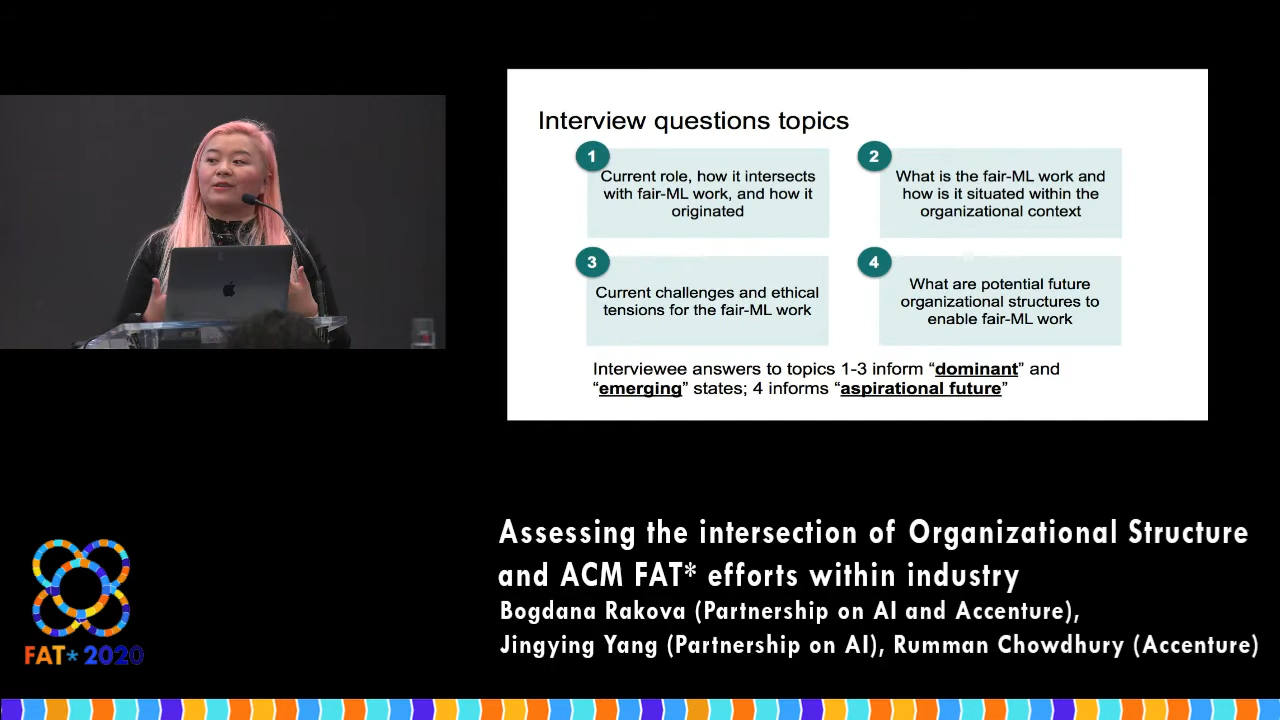 Interview questions topics
1
Current role, how it intersects
with fair-ML work, and how it
originated
2
What is the fair-ML work and
how is it situated within the
organizational context
3
Current challenges and ethical
tensions for the fair-ML work
4
What are potential future
organizational structures to
enable fair-ML work
Interviewee answers to topics 1-3 inform “dominant” and
“emerging” states; 4 informs “aspirational future”
Assessing the intersection of Organizational Structure
and ACM FAT* efforts within industry
Bogdana Rakova (Partnership on AI and Accenture),
Jingying Yang (Partnership on AI), Rumman Chowdhury (Accenture)
FAT* 2020